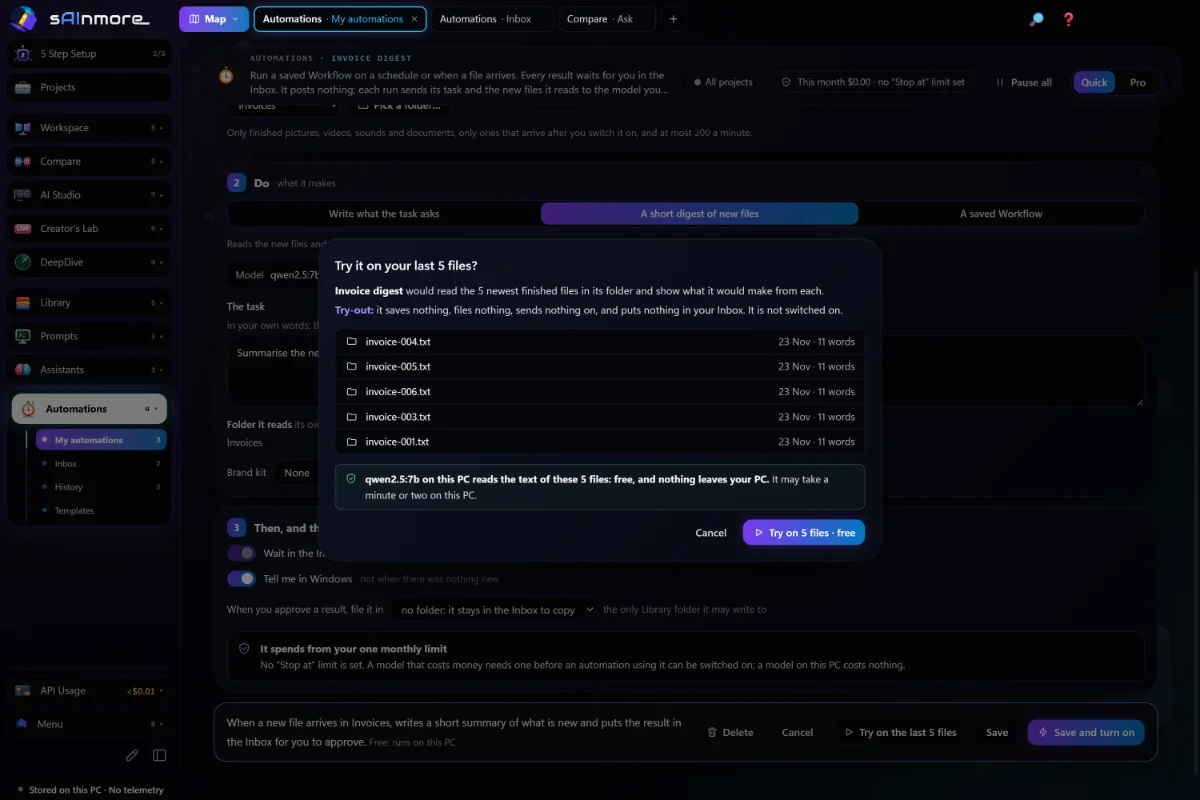 sAInmore_
Map
Automations · My automations ×
Automations · Inbox
Compare · Ask
+
?
5 Step Setup 2/5
Projects
Workspace 5
Compare 3
AI Studio 7
Creator's Lab 9
DeepDive 4
Library 5
Prompts 3
Assistants 3
Automations 4
My automations 3
Inbox 2
History 2
Templates
API Usage <$0.01
Menu 8
Stored on this PC · No telemetry
AUTOMATIONS · INVOICE DIGEST
Run a saved Workflow on a schedule or when a file arrives. Every result waits for you in the
Inbox. It posts nothing; each run sends its task and the new files it reads to the model you...
All projects
This month $0.00 · no "Stop at" limit set
Pause all
Quick
Pro
Invoices
Pick a folder...
Only finished pictures, videos, sounds and documents, only ones that arrive after you switch it on, and at most 200 a minute.
2 Do what it makes
Write what the task asks
A short digest of new files
A saved Workflow
Reads the new files and
Model qwen2.5:7b
The task
in your own words:
Summarise the ne
Folder it reads its
Invoices
Brand kit None
Try it on your last 5 files?
Invoice digest would read the 5 newest finished files in its folder and show what it would make from each.
Try-out: it saves nothing, files nothing, sends nothing on, and puts nothing in your Inbox. It is not switched on.
invoice-004.txt 23 Nov · 11 words
invoice-005.txt 23 Nov · 11 words
invoice-006.txt 23 Nov · 11 words
invoice-003.txt 23 Nov · 11 words
invoice-001.txt 23 Nov · 11 words
qwen2.5:7b on this PC reads the text of these 5 files: free, and nothing leaves your PC. It may take a
minute or two on this PC.
Cancel
Try on 5 files · free
3 Then, and th
Wait in the In
Tell me in Windows not when there was nothing new
When you approve a result, file it in no folder: it stays in the Inbox to copy the only Library folder it may write to
It spends from your one monthly limit
No "Stop at" limit is set. A model that costs money needs one before an automation using it can be switched on; a model on this PC costs nothing.
When a new file arrives in Invoices, writes a short summary of what is new and puts the result in
the Inbox for you to approve. Free: runs on this PC
Delete
Cancel
Try on the last 5 files
Save
Save and turn on